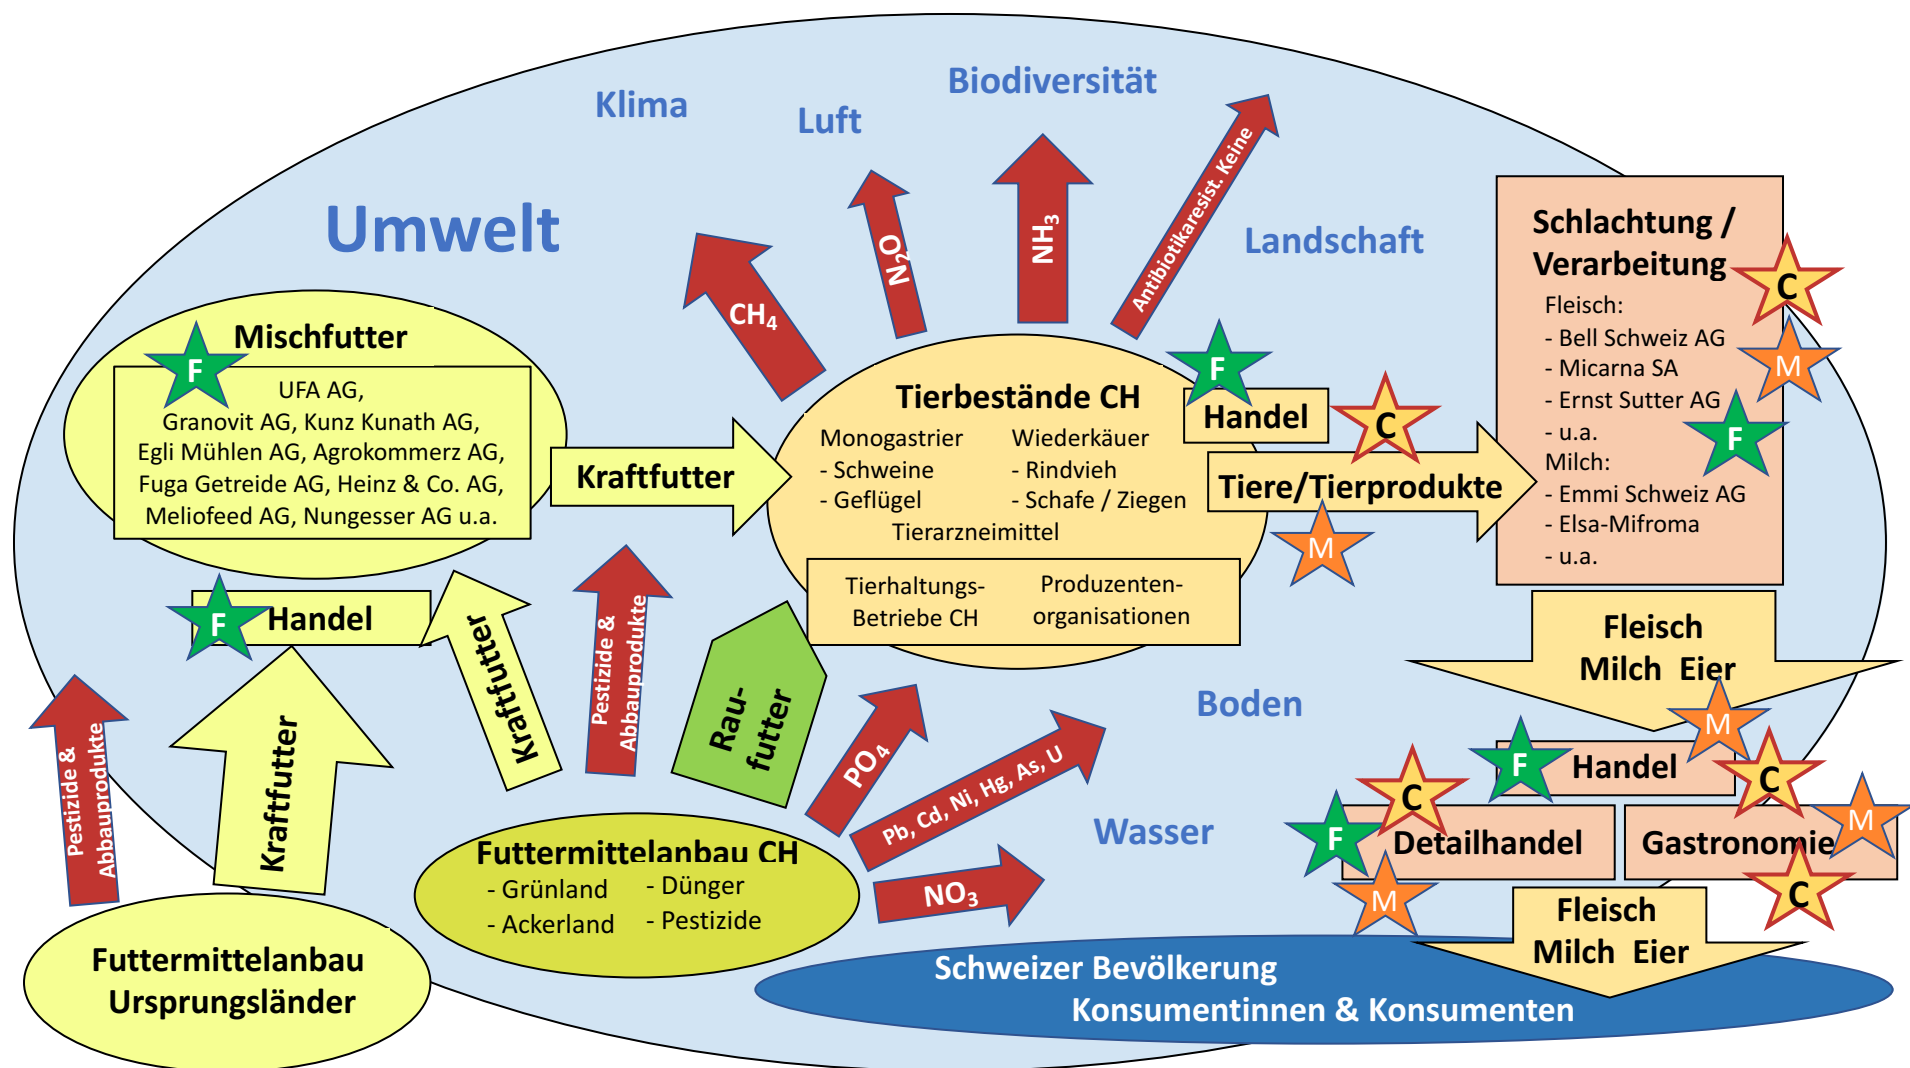 Klima
Luft
Biodiversität
Umwelt
Landschaft
CH₄
N₂O
NH₃
Antibiotikaresist. Keine
Mischfutter
F
UFA AG,
Granovit AG, Kunz Kunath AG,
Egli Mühlen AG, Agrokommerz AG,
Fuga Getreide AG, Heinz & Co. AG,
Meliofeed AG, Nungesser AG u.a.
F
Handel
Kraftfutter
Tierbestände CH
Monogastrier
- Schweine
- Geflügel
Wiederkäuer
- Rindvieh
- Schafe / Ziegen
Tierarzneimittel
Tierhaltungs-
Betriebe CH
Produzenten-
organisationen
F
Handel
C
Tiere/Tierprodukte
M
Schlachtung /
Verarbeitung
C
Fleisch:
- Bell Schweiz AG
- Micarna SA
M
- Ernst Sutter AG
- u.a.
F
Milch:
- Emmi Schweiz AG
- Elsa-Mifroma
- u.a.
Fleisch
Milch Eier
M
F
Handel
C
C
F
Detailhandel
M
Gastronomie
M
C
Fleisch
Milch Eier
Pestizide &
Abbauprodukte
Kraftfutter
Kraftfutter
Pestizide &
Abbauprodukte
Rau-
futter
PO₄
Pb, Cd, Ni, Hg, As, U
NO₃
Boden
Wasser
Futtermittelanbau CH
- Grünland
- Ackerland
- Dünger
- Pestizide
Futtermittelanbau
Ursprungsländer
Schweizer Bevölkerung
Konsumentinnen & Konsumenten